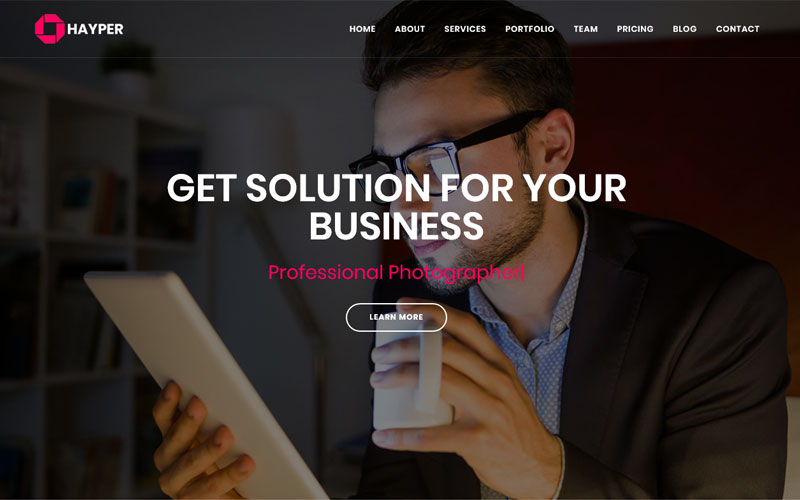 HAYPER
HOME ABOUT SERVICES PORTFOLIO TEAM PRICING BLOG CONTACT
GET SOLUTION FOR YOUR
BUSINESS
Professional Photographor|
LEARN MORE